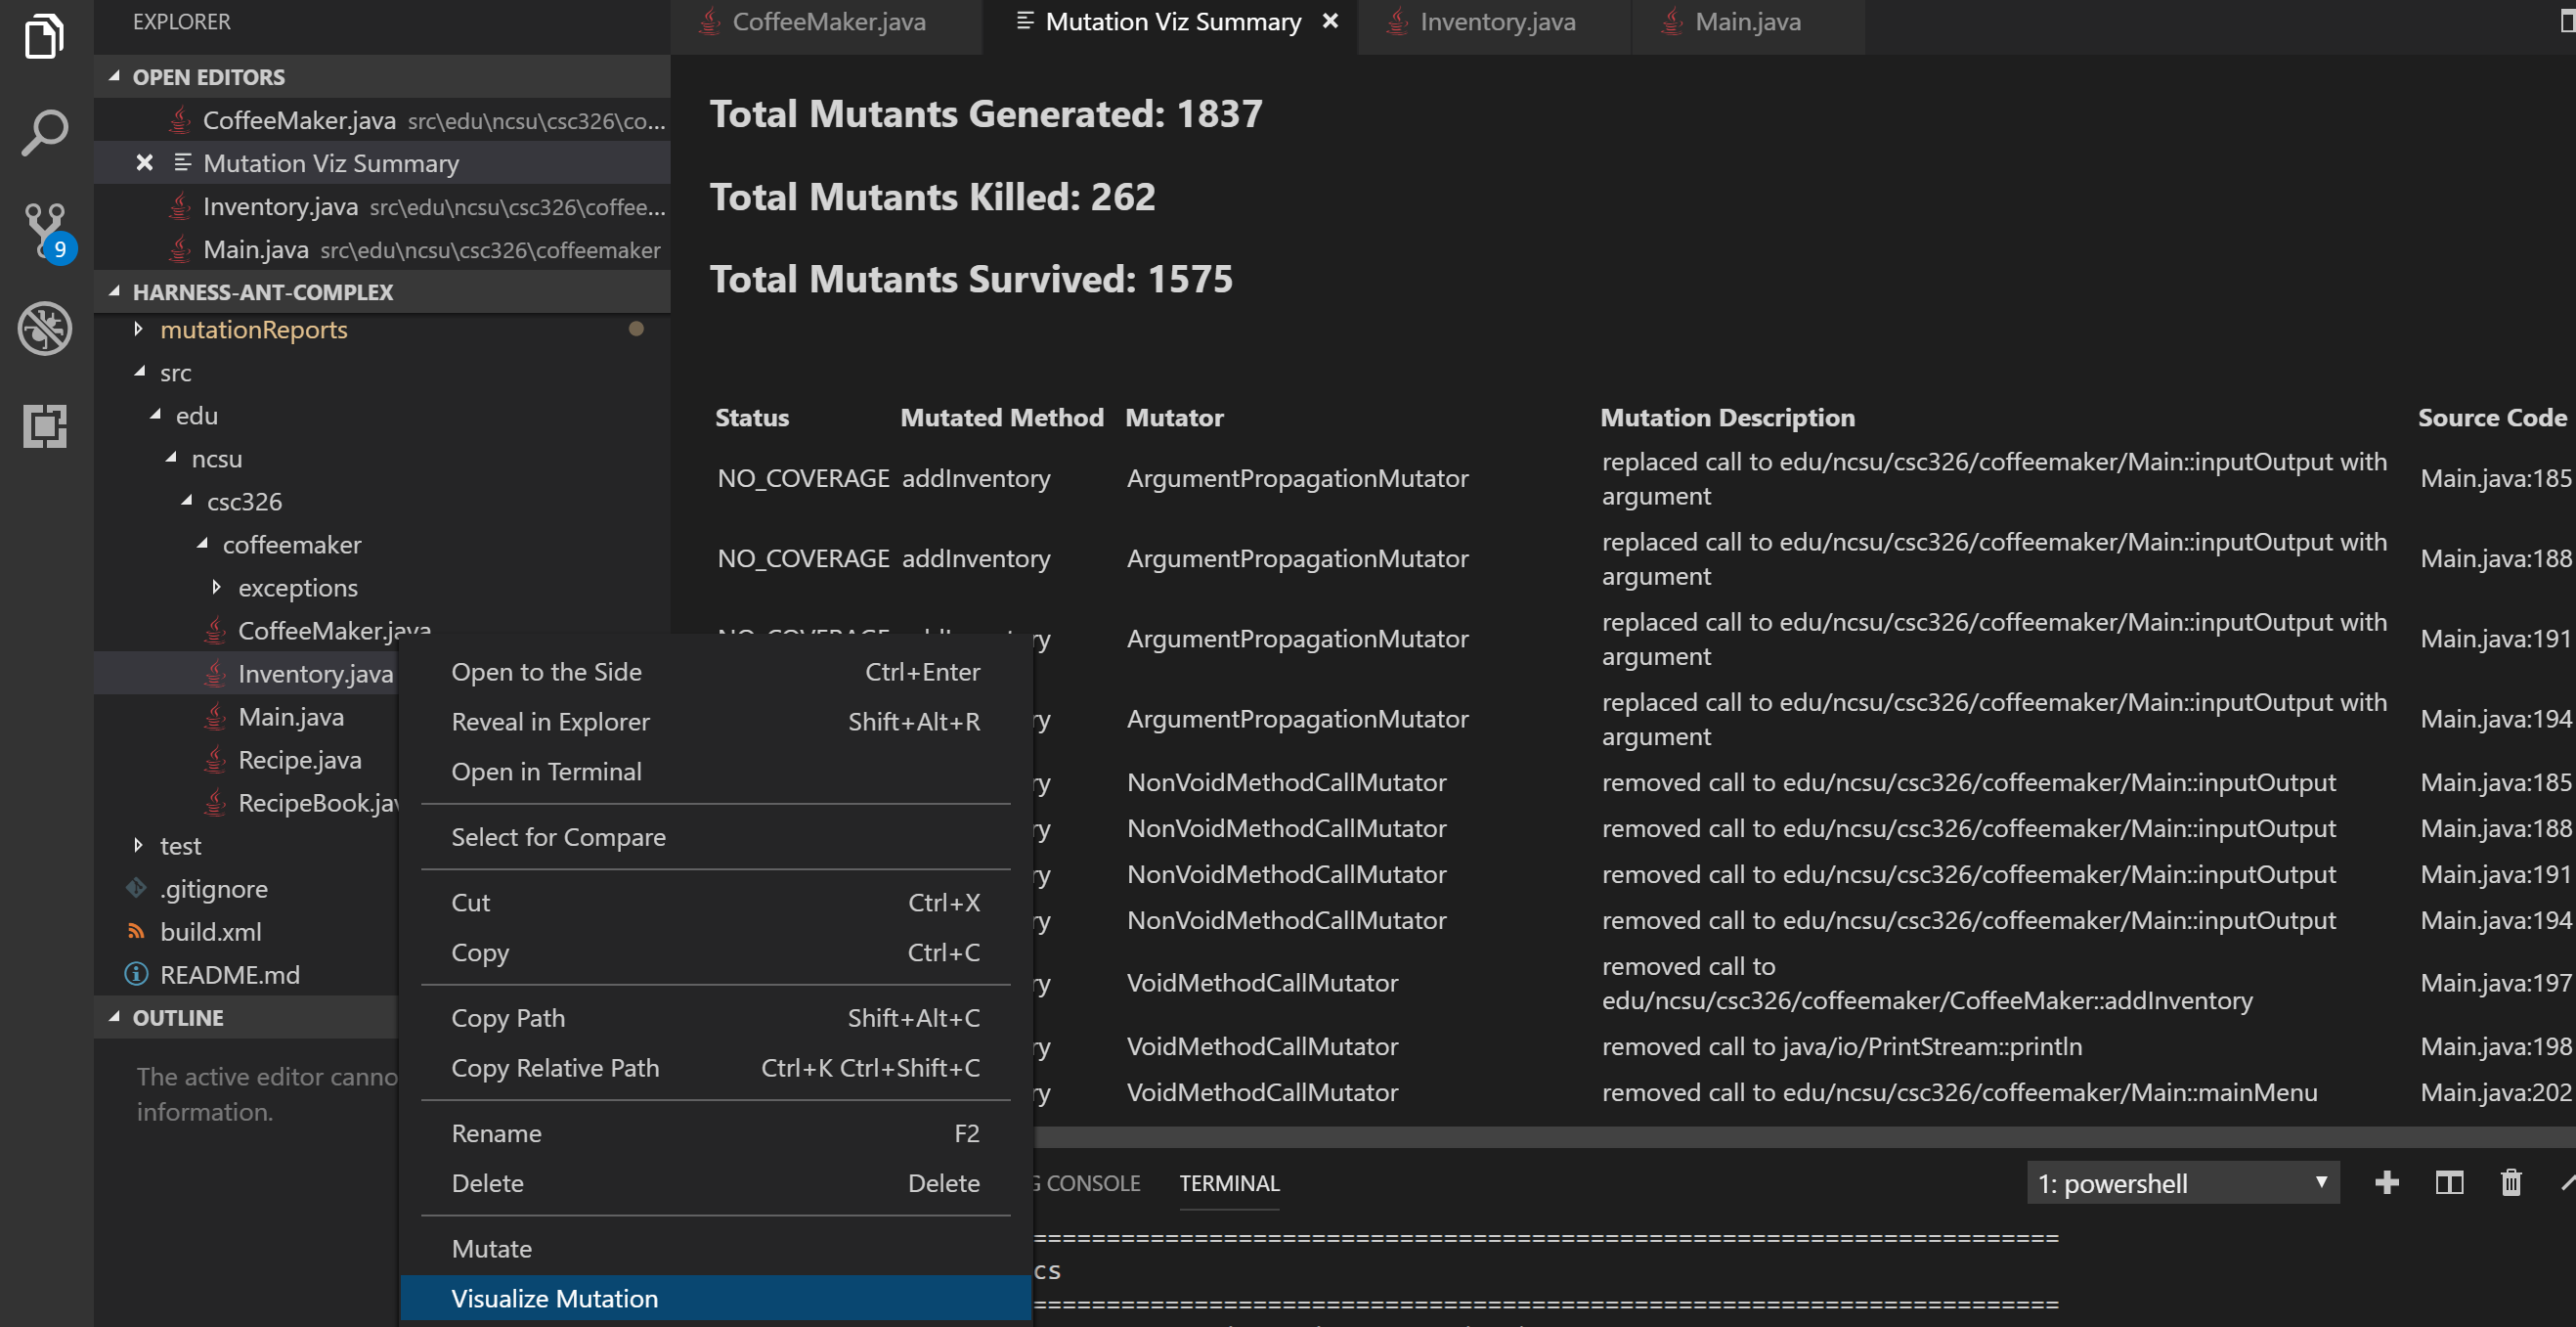 EXPLORER
OPEN EDITORS
CoffeeMaker.java src\edu\ncsu\csc326\co...
Mutation Viz Summary
Inventory.java src\edu\ncsu\csc326\coffee...
Main.java src\edu\ncsu\csc326\coffeemaker
9
HARNESS-ANT-COMPLEX
mutationReports
src
edu
ncsu
csc326
coffeemaker
exceptions
CoffeeMaker.java
Inventory.java
Main.java
Recipe.java
RecipeBook.jav
test
.gitignore
build.xml
README.md
OUTLINE
The active editor canno
information.
Open to the Side Ctrl+Enter
Reveal in Explorer Shift+Alt+R
Open in Terminal
Select for Compare
Cut Ctrl+X
Copy Ctrl+C
Copy Path Shift+Alt+C
Copy Relative Path Ctrl+K Ctrl+Shift+C
Rename F2
Delete Delete
Mutate
Visualize Mutation
CoffeeMaker.java Mutation Viz Summary Inventory.java Main.java
Total Mutants Generated: 1837
Total Mutants Killed: 262
Total Mutants Survived: 1575
Status Mutated Method Mutator Mutation Description Source Code
NO_COVERAGE addInventory ArgumentPropagationMutator replaced call to edu/ncsu/csc326/coffeemaker/Main::inputOutput with Main.java:185
argument
NO_COVERAGE addInventory ArgumentPropagationMutator replaced call to edu/ncsu/csc326/coffeemaker/Main::inputOutput with Main.java:188
argument
NO_COVERAGE addInventory ArgumentPropagationMutator replaced call to edu/ncsu/csc326/coffeemaker/Main::inputOutput with Main.java:191
argument
ry ArgumentPropagationMutator replaced call to edu/ncsu/csc326/coffeemaker/Main::inputOutput with Main.java:194
argument
ry NonVoidMethodCallMutator removed call to edu/ncsu/csc326/coffeemaker/Main::inputOutput Main.java:185
ry NonVoidMethodCallMutator removed call to edu/ncsu/csc326/coffeemaker/Main::inputOutput Main.java:188
ry NonVoidMethodCallMutator removed call to edu/ncsu/csc326/coffeemaker/Main::inputOutput Main.java:191
ry NonVoidMethodCallMutator removed call to edu/ncsu/csc326/coffeemaker/Main::inputOutput Main.java:194
ry VoidMethodCallMutator removed call to Main.java:197
edu/ncsu/csc326/coffeemaker/CoffeeMaker::addInventory
ry VoidMethodCallMutator removed call to java/io/PrintStream::println Main.java:198
ry VoidMethodCallMutator removed call to edu/ncsu/csc326/coffeemaker/Main::mainMenu Main.java:202
G CONSOLE TERMINAL 1: powershell
======================================================================
cs
======================================================================